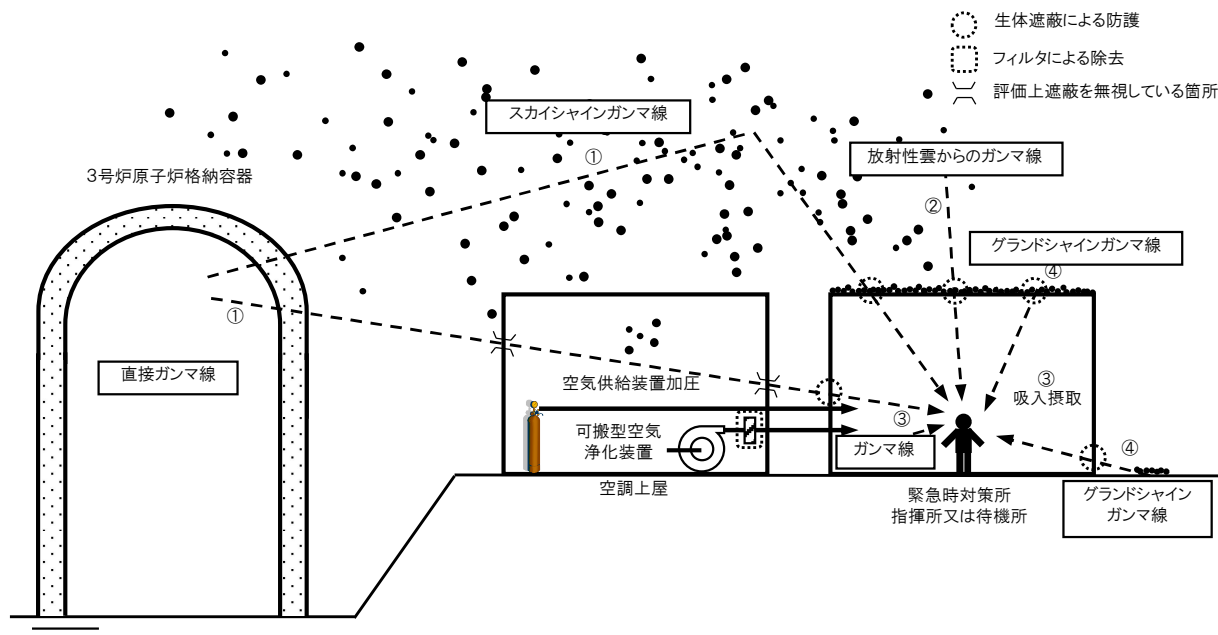 生体遮蔽による防護
フィルタによる除去
評価上遮蔽を無視している箇所
スカイシャインガンマ線
①
放射性雲からのガンマ線
②
3号炉原子炉格納容器
グランドシャインガンマ線
④
①
直接ガンマ線
空気供給装置加圧
③
吸入摂取
可搬型空気
浄化装置
③
ガンマ線
④
空調上屋
緊急時対策所
指揮所又は待機所
グランドシャイン
ガンマ線